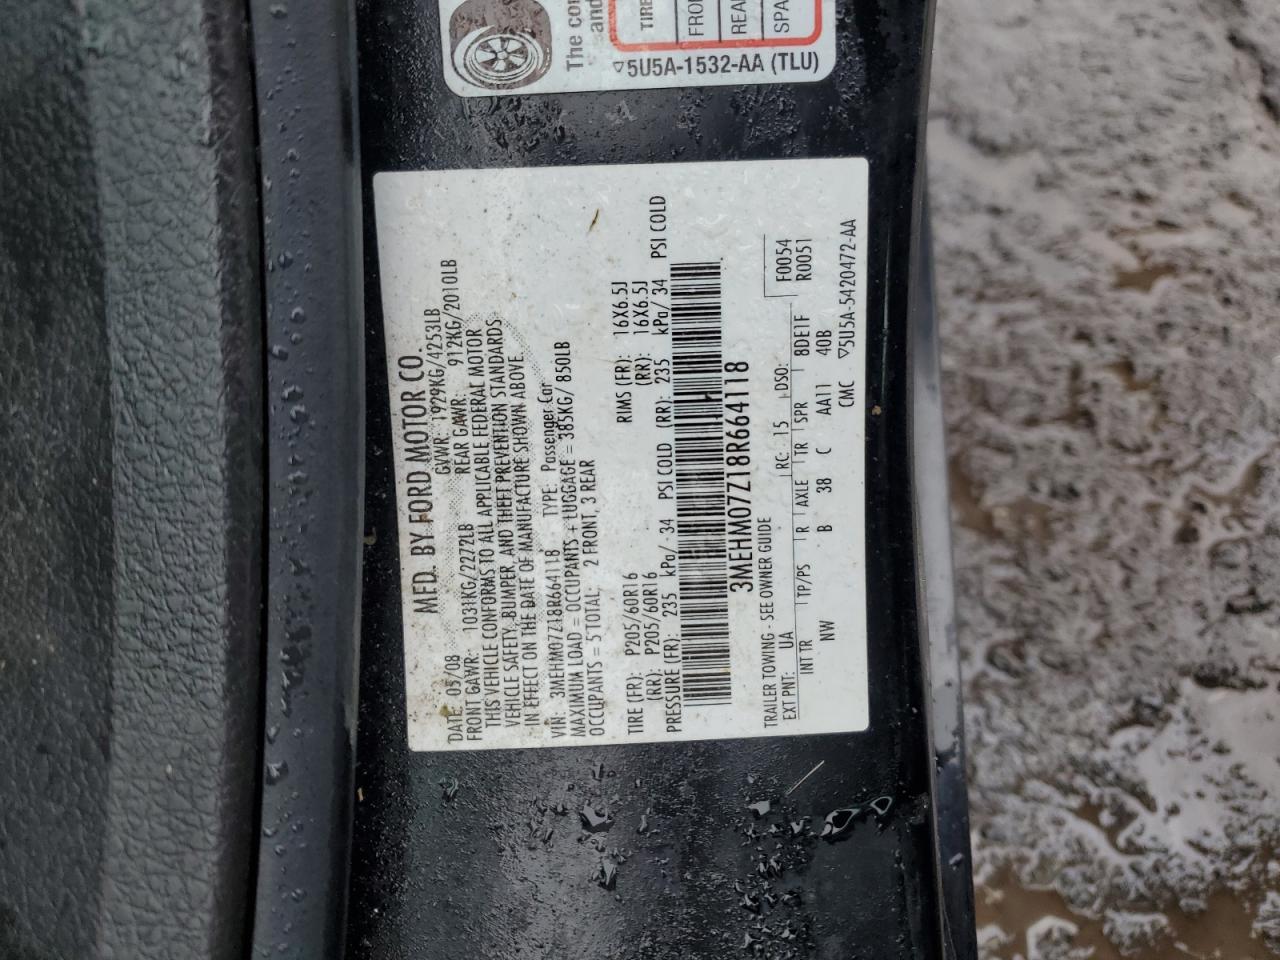 The
and
TIRE
SPA
5U5A-1532-AA (TLU)
MFD. BY FORD MOTOR CO.
DATE: 05/08 GVWR: 1929KG/4253LB
FRONT GAWR: 1031KG/2272LB REAR GAWR: 912KG/2010LB
THIS VEHICLE CONFORMS TO ALL APPLICABLE FEDERAL MOTOR
VEHICLE SAFETY, BUMPER, AND THEFT PREVENTION STANDARDS
IN EFFECT ON THE DATE OF MANUFACTURE SHOWN ABOVE.
VIN: 3MEHM07Z18R664118 TYPE: Passenger Car
MAXIMUM LOAD = OCCUPANTS + LUGGAGE = 385KG/ 850LB
OCCUPANTS = 5 TOTAL: 2 FRONT, 3 REAR
TIRE (FR): P205/60R16 RIMS (FR): 16X6.5J
(RR): P205/60R16 (RR): 16X6.5J
PRESSURE (FR): 235 kPa/ 34 PSI COLD (RR): 235 kPa/ 34 PSI COLD
3MEHM07Z18R664118
TRAILER TOWING - SEE OWNER GUIDE F0054
EXT PNT: UA RC: 15 DSO: R0051
INT TR TP/PS R AXLE TR SPR 8DE1F
NW B 38 C AA11 40B
CMC ▽5U5A-5420472-AA